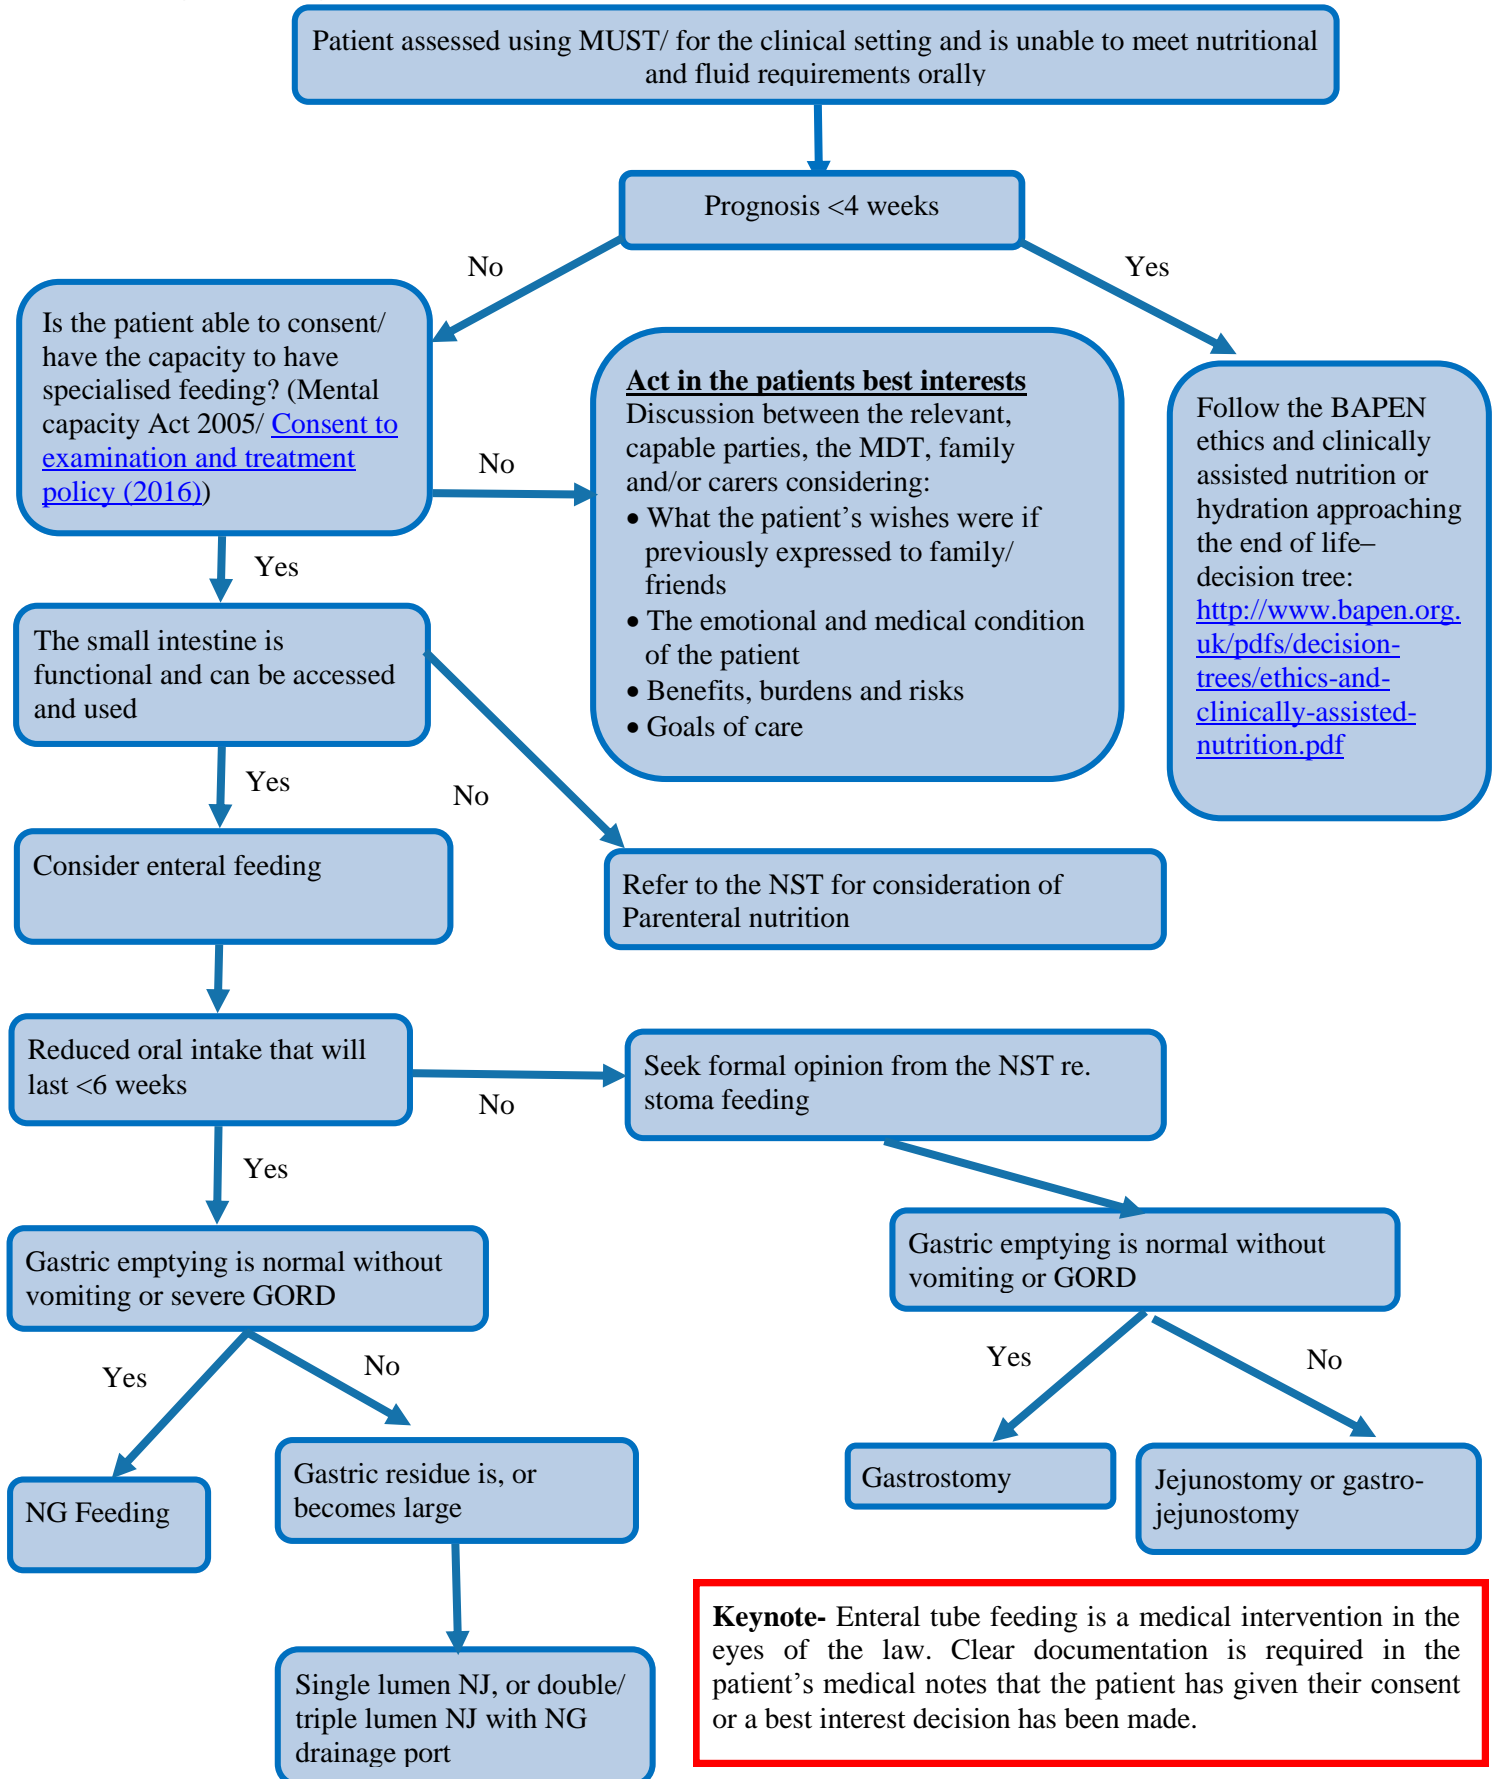 Patient assessed using MUST/ for the clinical setting and is unable to meet nutritional
and fluid requirements orally
Prognosis <4 weeks
No
Yes
Is the patient able to consent/
have the capacity to have
specialised feeding? (Mental
capacity Act 2005/ Consent to
examination and treatment
policy (2016))
No
Act in the patients best interests
Discussion between the relevant,
capable parties, the MDT, family
and/or carers considering:
• What the patient’s wishes were if
previously expressed to family/
friends
• The emotional and medical condition
of the patient
• Benefits, burdens and risks
• Goals of care
Follow the BAPEN
ethics and clinically
assisted nutrition or
hydration approaching
the end of life–
decision tree:
http://www.bapen.org.
uk/pdfs/decision-
trees/ethics-and-
clinically-assisted-
nutrition.pdf
Yes
The small intestine is
functional and can be accessed
and used
Yes
No
Consider enteral feeding
Refer to the NST for consideration of
Parenteral nutrition
Reduced oral intake that will
last <6 weeks
No
Seek formal opinion from the NST re.
stoma feeding
Yes
Gastric emptying is normal without
vomiting or severe GORD
Gastric emptying is normal without
vomiting or GORD
Yes
No
Yes
No
NG Feeding
Gastric residue is, or
becomes large
Gastrostomy
Jejunostomy or gastro-
jejunostomy
Single lumen NJ, or double/
triple lumen NJ with NG
drainage port
Keynote- Enteral tube feeding is a medical intervention in the
eyes of the law. Clear documentation is required in the
patient’s medical notes that the patient has given their consent
or a best interest decision has been made.